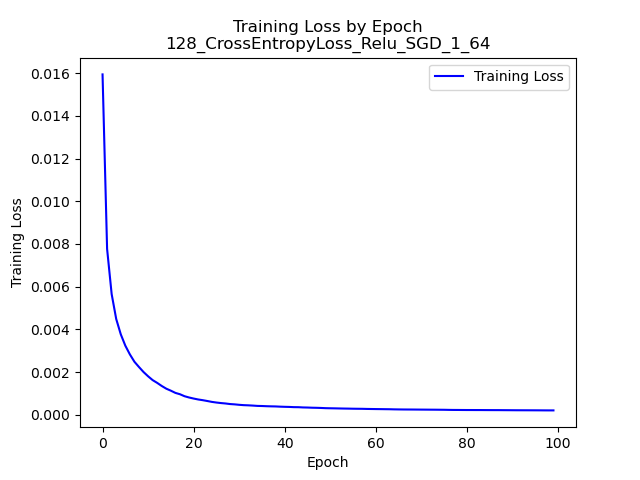 Training Loss by Epoch
128_CrossEntropyLoss_Relu_SGD_1_64
Training Loss
0.016
0.014
0.012
0.010
0.008
0.006
0.004
0.002
0.000
Training Loss
0 20 40 60 80 100
Epoch